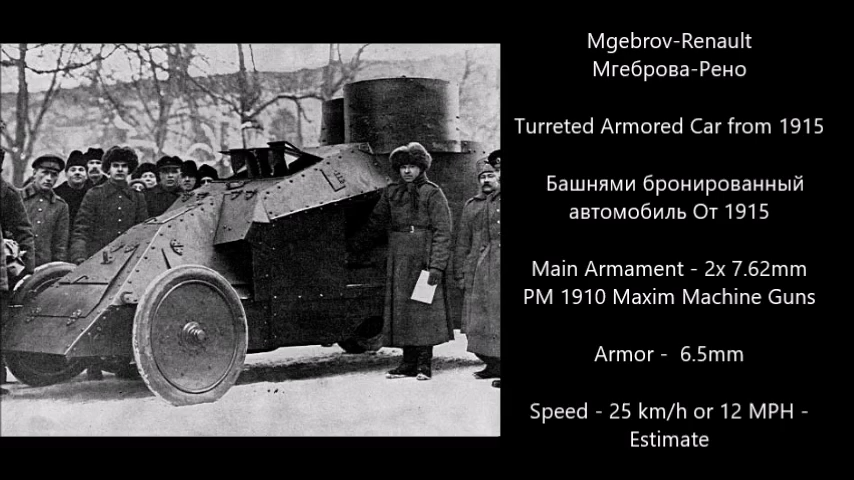 Mgebrov-Renault
Мгеброва-Рено
Turreted Armored Car from 1915
Башнями бронированный
автомобиль От 1915
Main Armament - 2x 7.62mm
PM 1910 Maxim Machine Guns
Armor - 6.5mm
Speed - 25 km/h or 12 MPH -
Estimate